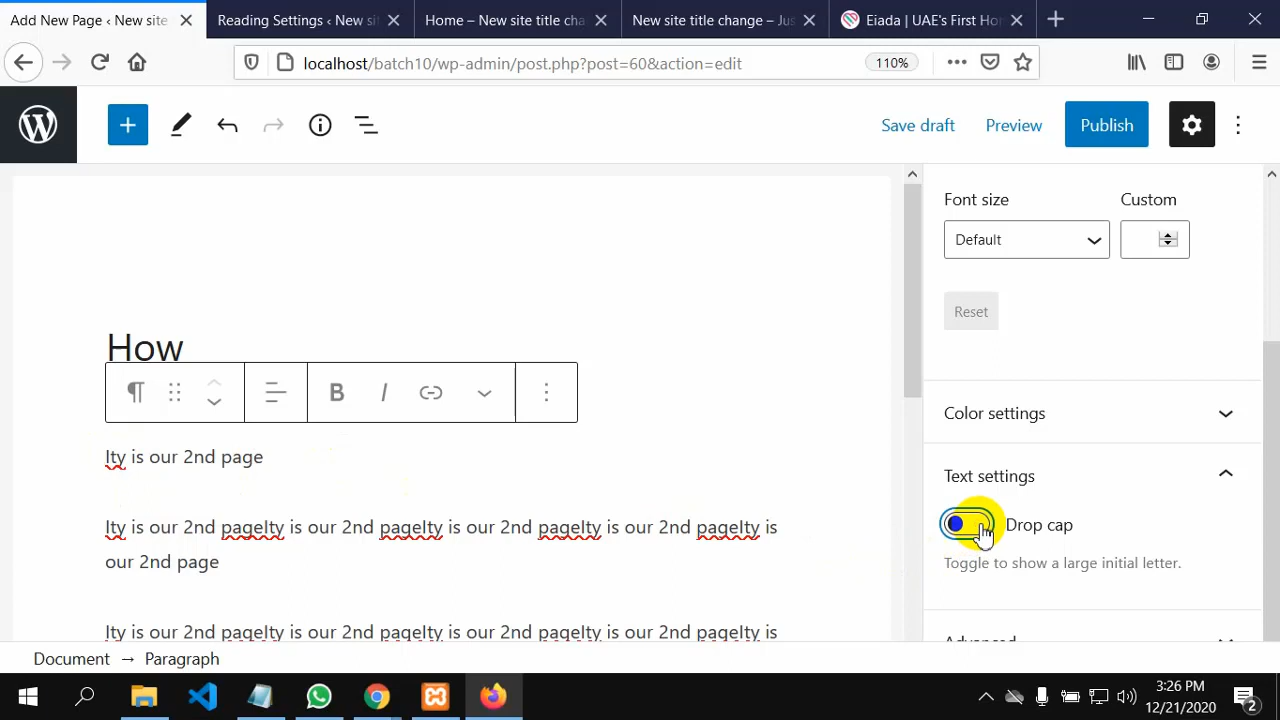 Add New Page ‹ New site
Reading Settings ‹ New si
Home – New site title cha
New site title change – Jus
Eiada | UAE's First Ho
localhost/batch10/wp-admin/post.php?post=60&action=edit
110%
Save draft
Preview
Publish
Font size
Custom
Default
Reset
How
Color settings
B
I
Ity is our 2nd page
Text settings
Drop cap
Toggle to show a large initial letter.
Ity is our 2nd pageIty is our 2nd pageIty is our 2nd pageIty is our 2nd pageIty is
our 2nd page
Ity is our 2nd pageIty is our 2nd pageIty is our 2nd pageIty is our 2nd pageIty is
Advanced
Document → Paragraph
3:26 PM
12/21/2020
2